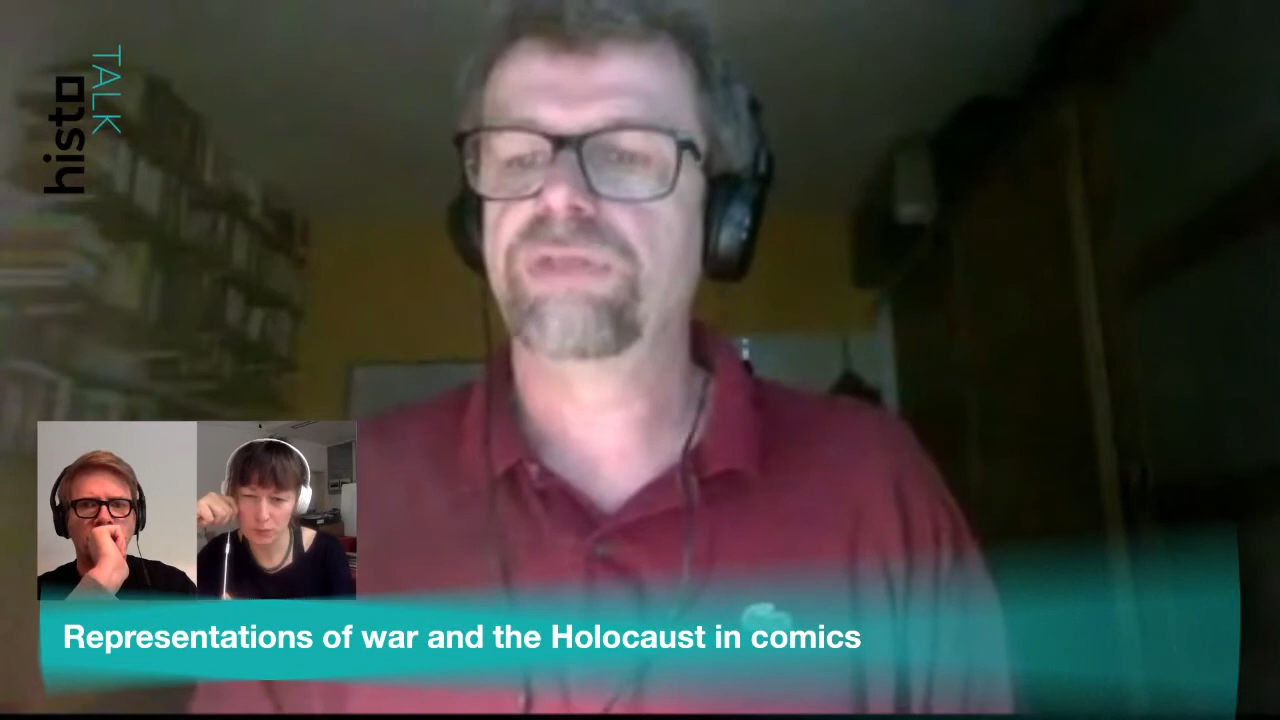 histo
TALK
Representations of war and the Holocaust in comics